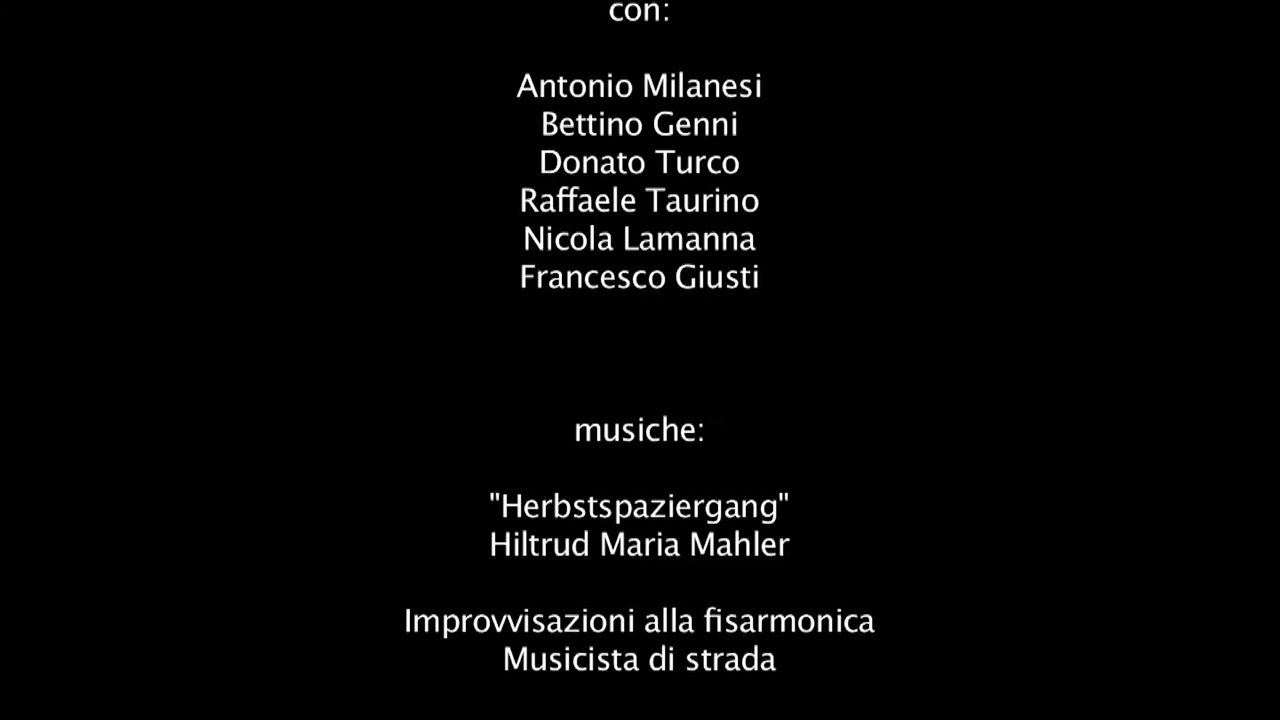 con:
Antonio Milanesi
Bettino Genni
Donato Turco
Raffaele Taurino
Nicola Lamanna
Francesco Giusti
musiche:
"Herbstspaziergang"
Hiltrud Maria Mahler
Improvvisazioni alla fisarmonica
Musicista di strada